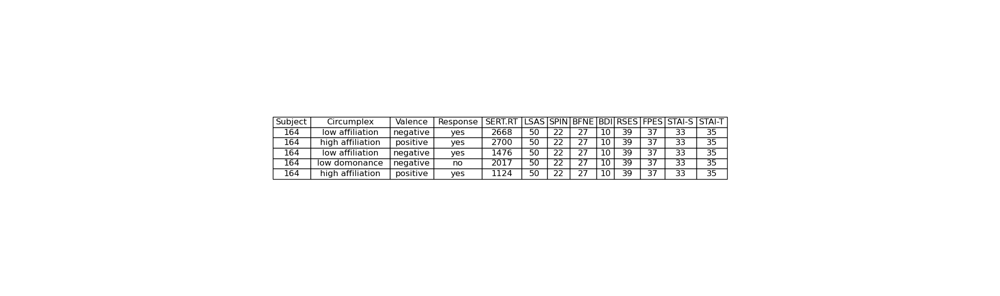 Subject Circumplex Valence Response SERT.RT LSAS SPIN BFNE BDI RSES FPES STAI-S STAI-T
164 low affiliation negative yes 2668 50 22 27 10 39 37 33 35
164 high affiliation positive yes 2700 50 22 27 10 39 37 33 35
164 low affiliation negative yes 1476 50 22 27 10 39 37 33 35
164 low domonance negative no 2017 50 22 27 10 39 37 33 35
164 high affiliation positive yes 1124 50 22 27 10 39 37 33 35